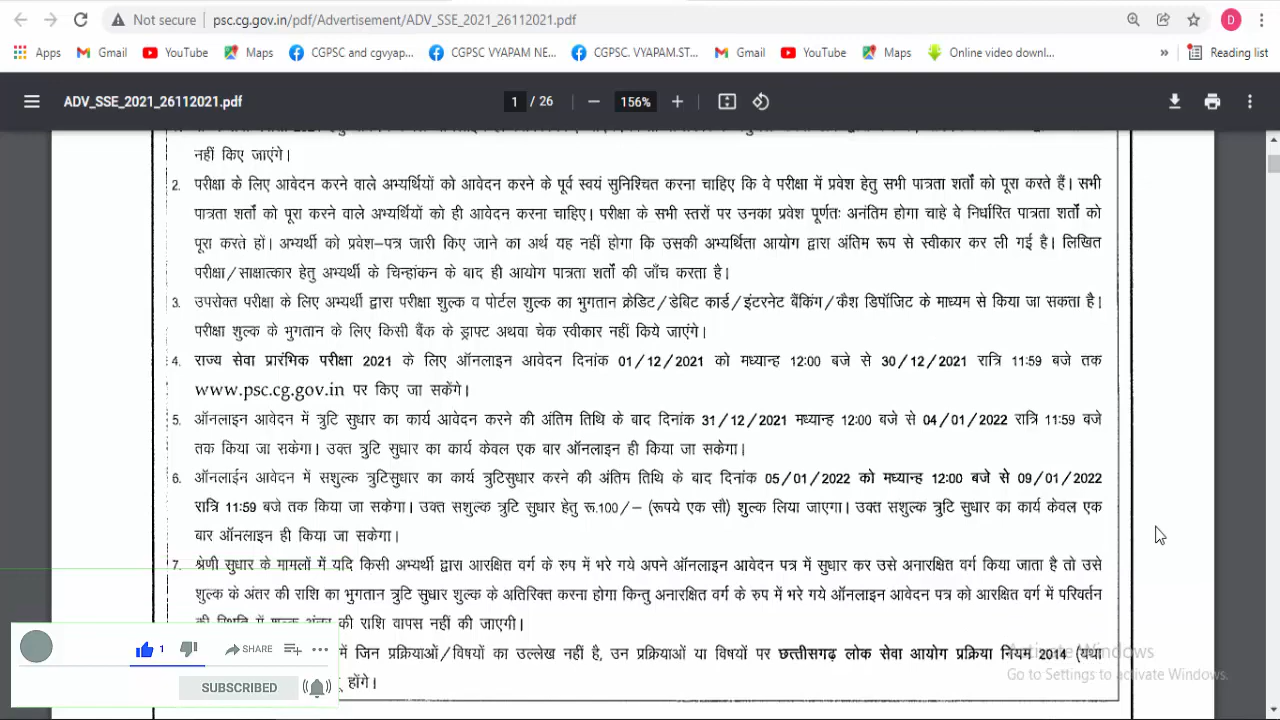 Not secure
psc.cg.gov.in/pdf/Advertisement/ADV_SSE_2021_26112021.pdf
D
Apps
Gmail
YouTube
Maps
CGPSC and cgvyap...
CGPSC VYAPAM NE...
CGPSC. VYAPAM.ST...
Gmail
YouTube
Maps
Online video downl...
»
Reading list
ADV_SSE_2021_26112021.pdf
1 / 26
156%
नहीं किए जाएंगे।
2. परीक्षा के लिए आवेदन करने वाले अभ्यर्थियों को आवेदन करने के पूर्व स्वयं सुनिश्चित करना चाहिए कि वे परीक्षा में प्रवेश हेतु सभी पात्रता शर्तों को पूरा करते हैं। सभी
पात्रता शर्तों को पूरा करने वाले अभ्यर्थियों को ही आवेदन करना चाहिए। परीक्षा के सभी स्तरों पर उनका प्रवेश पूर्णतः अनंतिम होगा चाहे वे निर्धारित पात्रता शर्तों को
पूरा करते हों। अभ्यर्थी को प्रवेश–पत्र जारी किए जाने का अर्थ यह नहीं होगा कि उसकी अभ्यर्थिता आयोग द्वारा अंतिम रूप से स्वीकार कर ली गई है। लिखित
परीक्षा/साक्षात्कार हेतु अभ्यर्थी के चिन्हांकन के बाद ही आयोग पात्रता शर्तों की जाँच करता है।
3. उपरोक्त परीक्षा के लिए अभ्यर्थी द्वारा परीक्षा शुल्क व पोर्टल शुल्क का भुगतान क्रेडिट/डेबिट कार्ड/इंटरनेट बैंकिंग/कैश डिपॉजिट के माध्यम से किया जा सकता है।
परीक्षा शुल्क के भुगतान के लिए किसी बैंक के ड्राफ्ट अथवा चेक स्वीकार नहीं किये जाएंगे।
4. राज्य सेवा प्रारंभिक परीक्षा 2021 के लिए ऑनलाइन आवेदन दिनांक 01/12/2021 को मध्यान्ह 12:00 बजे से 30/12/2021 रात्रि 11:59 बजे तक
www.psc.cg.gov.in पर किए जा सकेंगे।
5. ऑनलाइन आवेदन में त्रुटि सुधार का कार्य आवेदन करने की अंतिम तिथि के बाद दिनांक 31/12/2021 मध्यान्ह 12:00 बजे से 04/01/2022 रात्रि 11:59 बजे
तक किया जा सकेगा। उक्त त्रुटि सुधार का कार्य केवल एक बार ऑनलाइन ही किया जा सकेगा।
6. ऑनलाईन आवेदन में सशुल्क त्रुटिसुधार का कार्य त्रुटिसुधार करने की अंतिम तिथि के बाद दिनांक 05/01/2022 को मध्यान्ह 12:00 बजे से 09/01/2022
रात्रि 11:59 बजे तक किया जा सकेगा। उक्त सशुल्क त्रुटि सुधार हेतु रू.100/– (रूपये एक सौ) शुल्क लिया जाएगा। उक्त सशुल्क त्रुटि सुधार का कार्य केवल एक
बार ऑनलाइन ही किया जा सकेगा।
7. श्रेणी सुधार के मामलों में यदि किसी अभ्यर्थी द्वारा आरक्षित वर्ग के रुप में भरे गये अपने ऑनलाइन आवेदन पत्र में सुधार कर उसे अनारक्षित वर्ग किया जाता है तो उसे
शुल्क के अंतर की राशि का भुगतान त्रुटि सुधार शुल्क के अतिरिक्त करना होगा किन्तु अनारक्षित वर्ग के रुप में भरे गये ऑनलाइन आवेदन पत्र को आरक्षित वर्ग में परिवर्तन
की स्थिति में शुल्क अंतर की राशि वापस नहीं की जाएगी।
में जिन प्रक्रियाओं/विषयों का उल्लेख नहीं है, उन प्रक्रियाओं या विषयों पर छत्तीसगढ़ लोक सेवा आयोग प्रक्रिया नियम 2014 (यथा
होंगे।
1
SHARE
SUBSCRIBED
Activate Windows
Go to Settings to activate Windows.